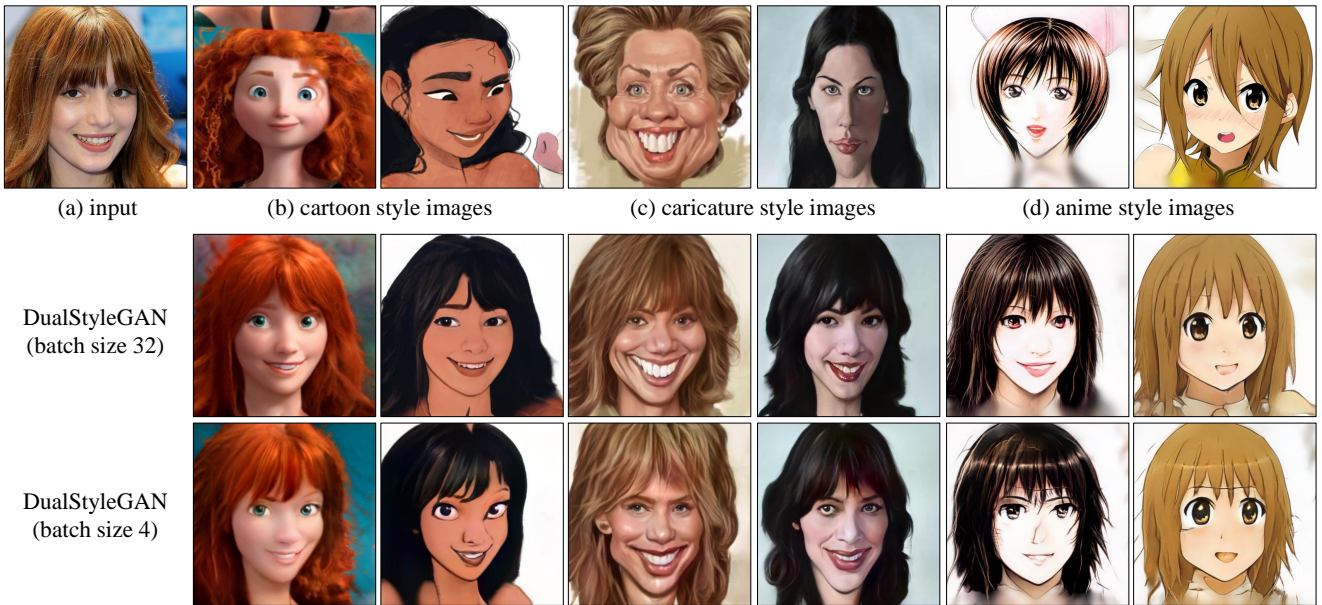 (a) input
(b) cartoon style images
(c) caricature style images
(d) anime style images
DualStyleGAN
(batch size 32)
DualStyleGAN
(batch size 4)